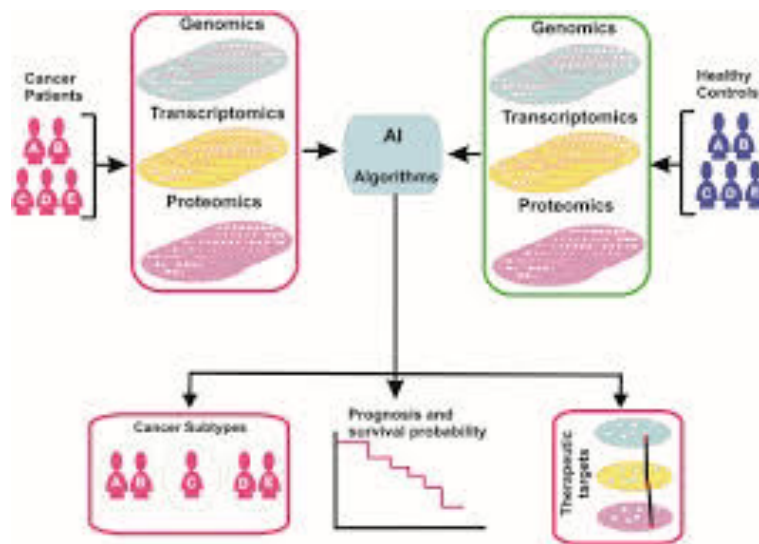 Genomics
Transcriptomics
Proteomics
Cancer
Patients
A B
C D E
AI
Algorithms
Genomics
Transcriptomics
Proteomics
Healthy
Controls
A B
C D E
Cancer Subtypes
A B C D E
Prognosis and
survival probability
Therapeutic
targets